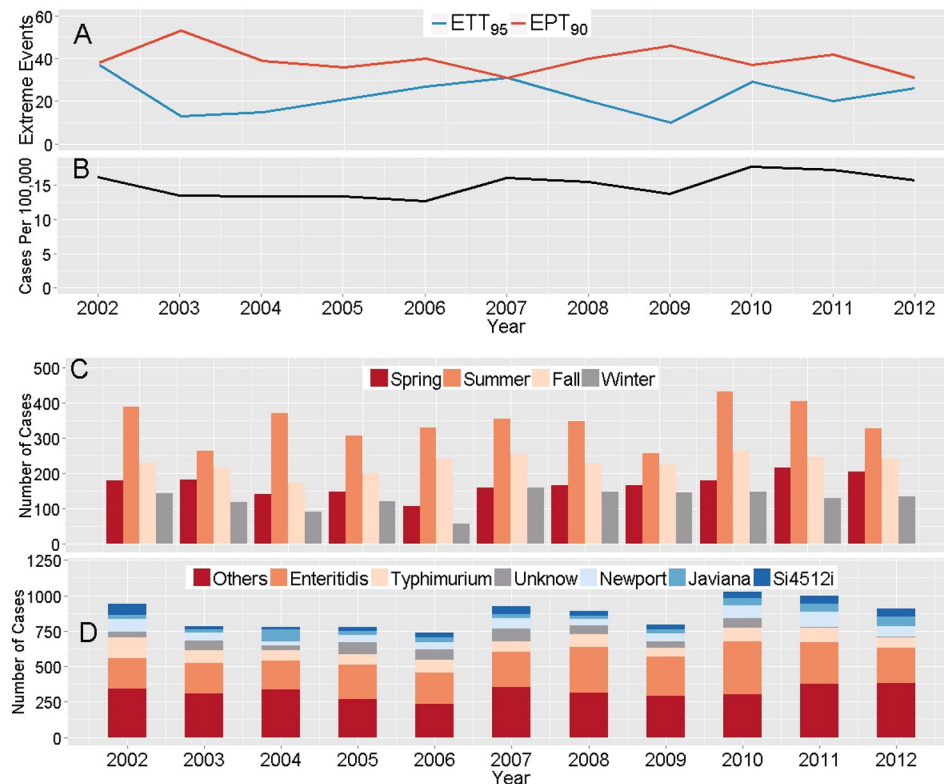 A
ETT95 EPT90
Extreme Events
60
40
20
0
B
Cases Per 100,000
15
10
5
0
2002 2003 2004 2005 2006 2007 2008 2009 2010 2011 2012
Year
C
Spring Summer Fall Winter
Number of Cases
500
400
300
200
100
0
D
Others Enteritidis Typhimurium Unknow Newport Javiana Si4512i
Number of Cases
1250
1000
750
500
250
0
2002 2003 2004 2005 2006 2007 2008 2009 2010 2011 2012
Year